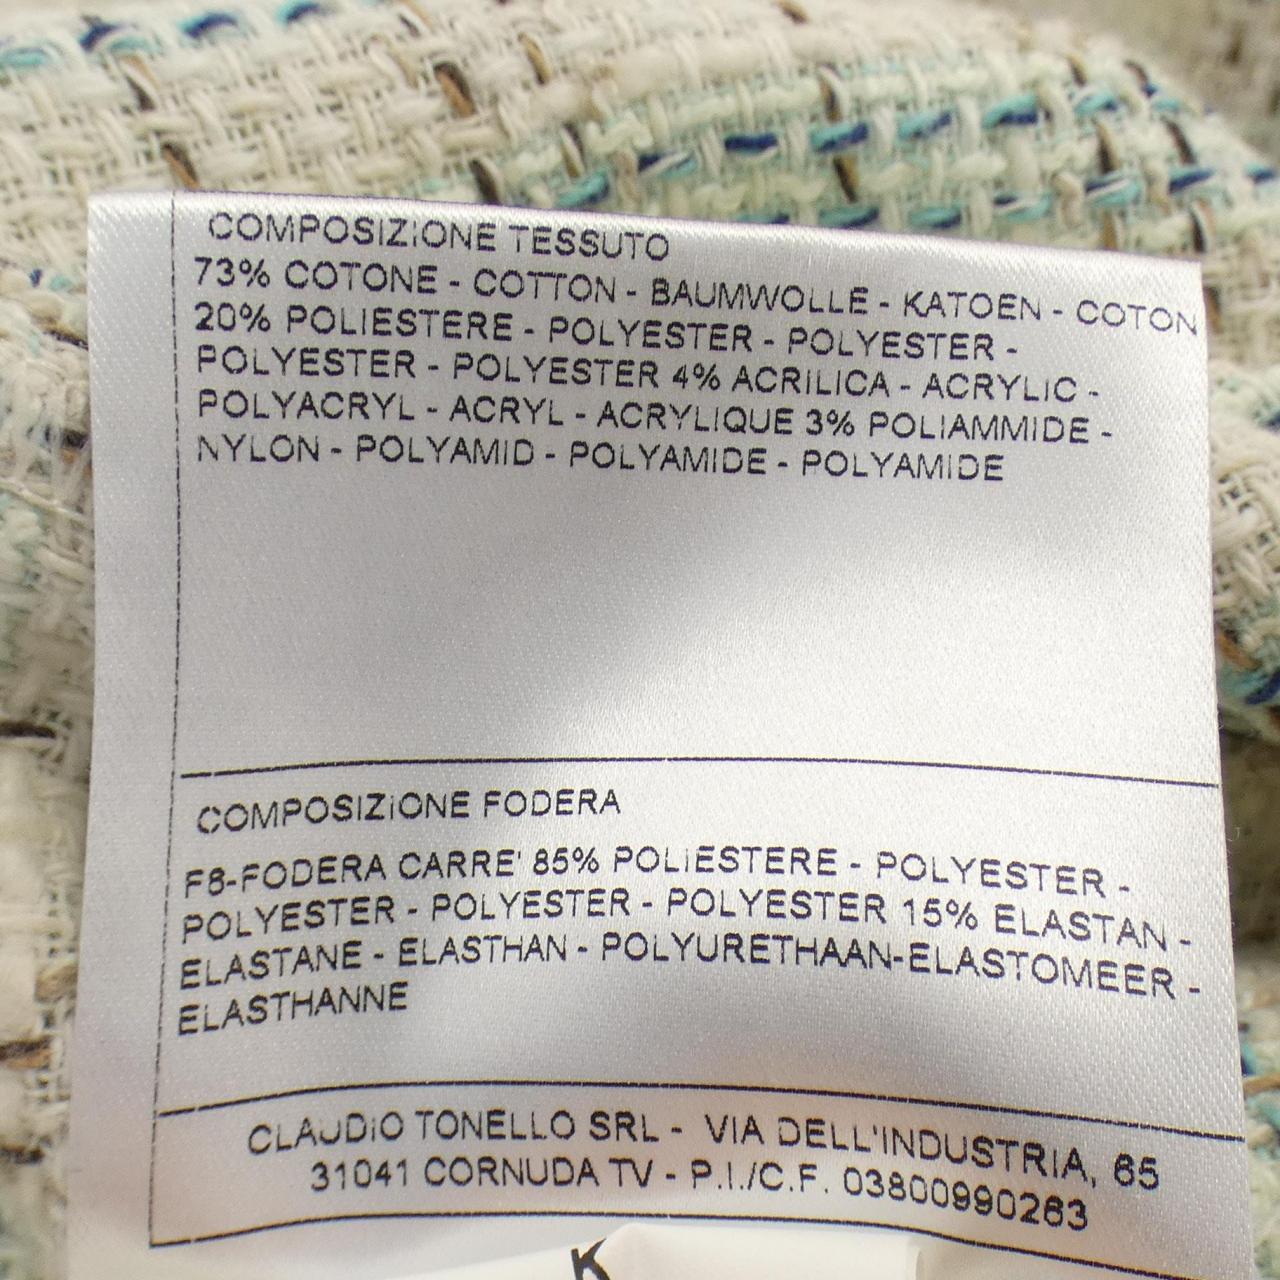 COMPOSIZiONE TESSUTO
73% COTONE - COTTON - BAUMWOLLE - KATOEN - COTON
20% POLIESTERE - POLYESTER - POLYESTER -
POLYESTER - POLYESTER 4% ACRILICA - ACRYLIC -
POLYACRYL - ACRYL - ACRYLIQUE 3% POLIAMMIDE -
NYLON - POLYAMID - POLYAMIDE - POLYAMIDE
COMPOSIZiONE FODERA
F6-FODERA CARRE' 85% POLIESTERE - POLYESTER -
POLYESTER - POLYESTER - POLYESTER 15% ELASTAN -
ELASTANE - ELASTHAN - POLYURETHAAN-ELASTOMEER -
ELASTHANNE
CLAUDiO TONELLO SRL - VIA DELL'INDUSTRIA, 65
31041 CORNUDA TV - P.I./C.F. 03800990263
K